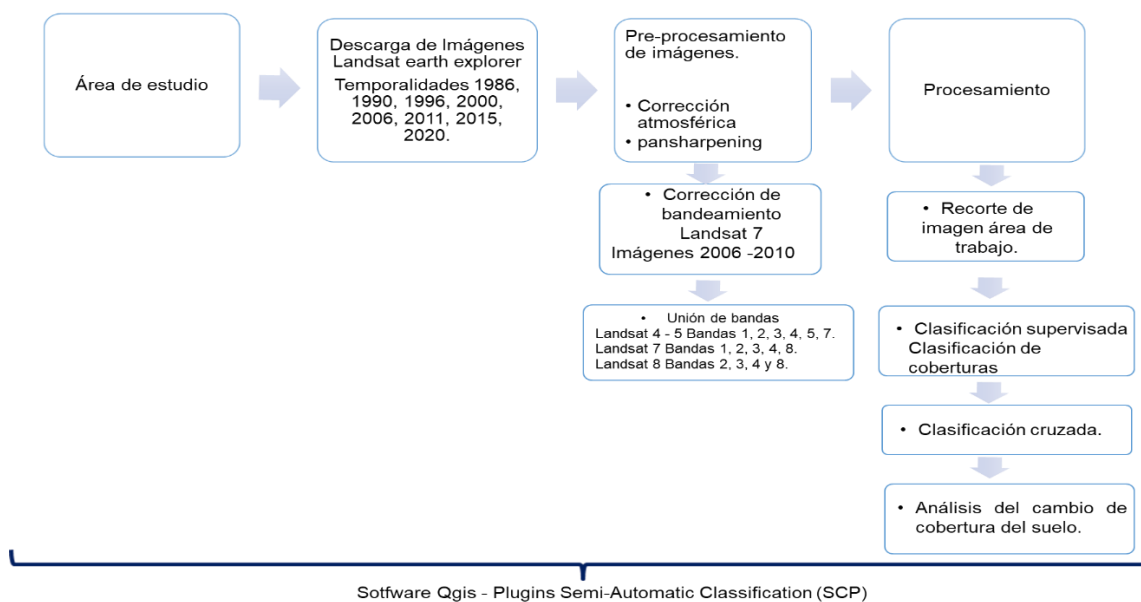 Área de estudio
Descarga de Imágenes
Landsat earth explorer
Temporalidades 1986,
1990, 1996, 2000,
2006, 2011, 2015,
2020.
Pre-procesamiento
de imágenes.
• Corrección
atmosférica
• pansharpening
Procesamiento
• Corrección de
bandeamiento
Landsat 7
Imágenes 2006 -2010
• Unión de bandas
Landsat 4 - 5 Bandas 1, 2, 3, 4, 5, 7.
Landsat 7 Bandas 1, 2, 3, 4, 8.
Landsat 8 Bandas 2, 3, 4 y 8.
• Recorte de
imagen área de
trabajo.
• Clasificación supervisada
Clasificación de
coberturas
• Clasificación cruzada.
• Análisis del cambio de
cobertura del suelo.
Sotfware Qgis - Plugins Semi-Automatic Classification (SCP)